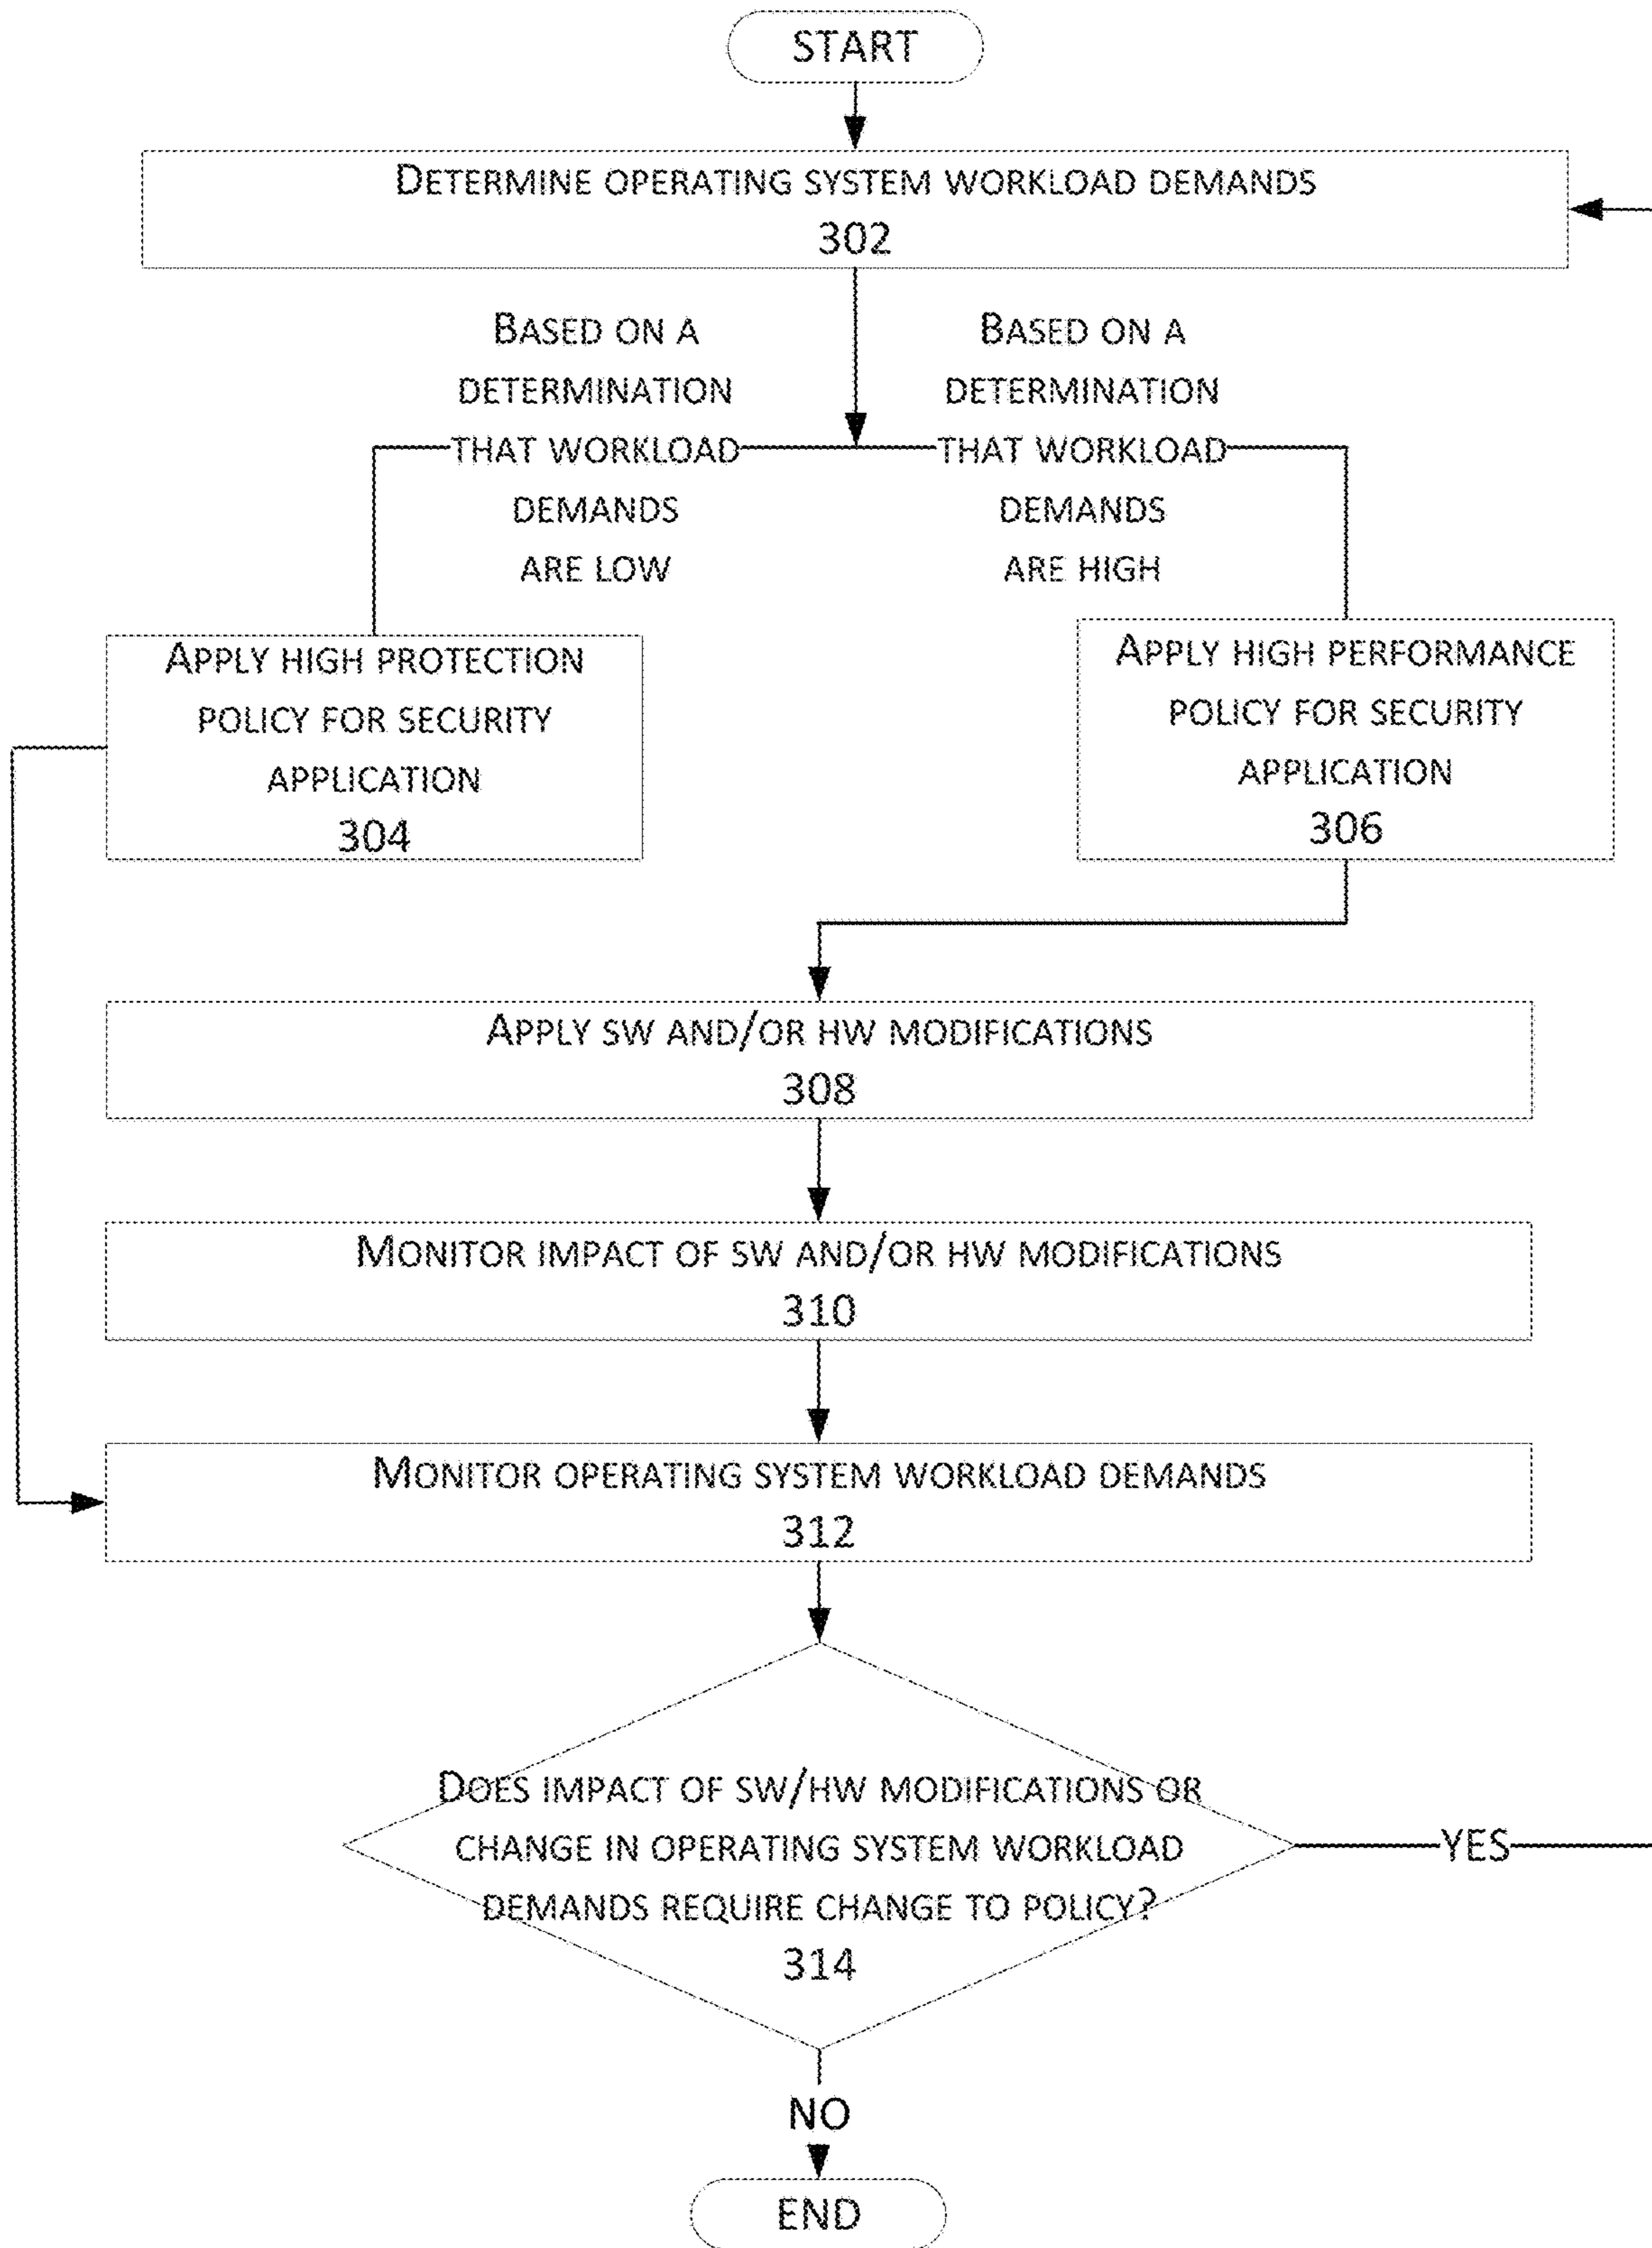 START
DETERMINE OPERATING SYSTEM WORKLOAD DEMANDS
302
BASED ON A
DETERMINATION
THAT WORKLOAD
DEMANDS
ARE LOW
BASED ON A
DETERMINATION
THAT WORKLOAD
DEMANDS
ARE HIGH
APPLY HIGH PROTECTION
POLICY FOR SECURITY
APPLICATION
304
APPLY HIGH PERFORMANCE
POLICY FOR SECURITY
APPLICATION
306
APPLY SW AND/OR HW MODIFICATIONS
308
MONITOR IMPACT OF SW AND/OR HW MODIFICATIONS
310
MONITOR OPERATING SYSTEM WORKLOAD DEMANDS
312
DOES IMPACT OF SW/HW MODIFICATIONS OR
CHANGE IN OPERATING SYSTEM WORKLOAD
DEMANDS REQUIRE CHANGE TO POLICY?
314
YES
NO
END